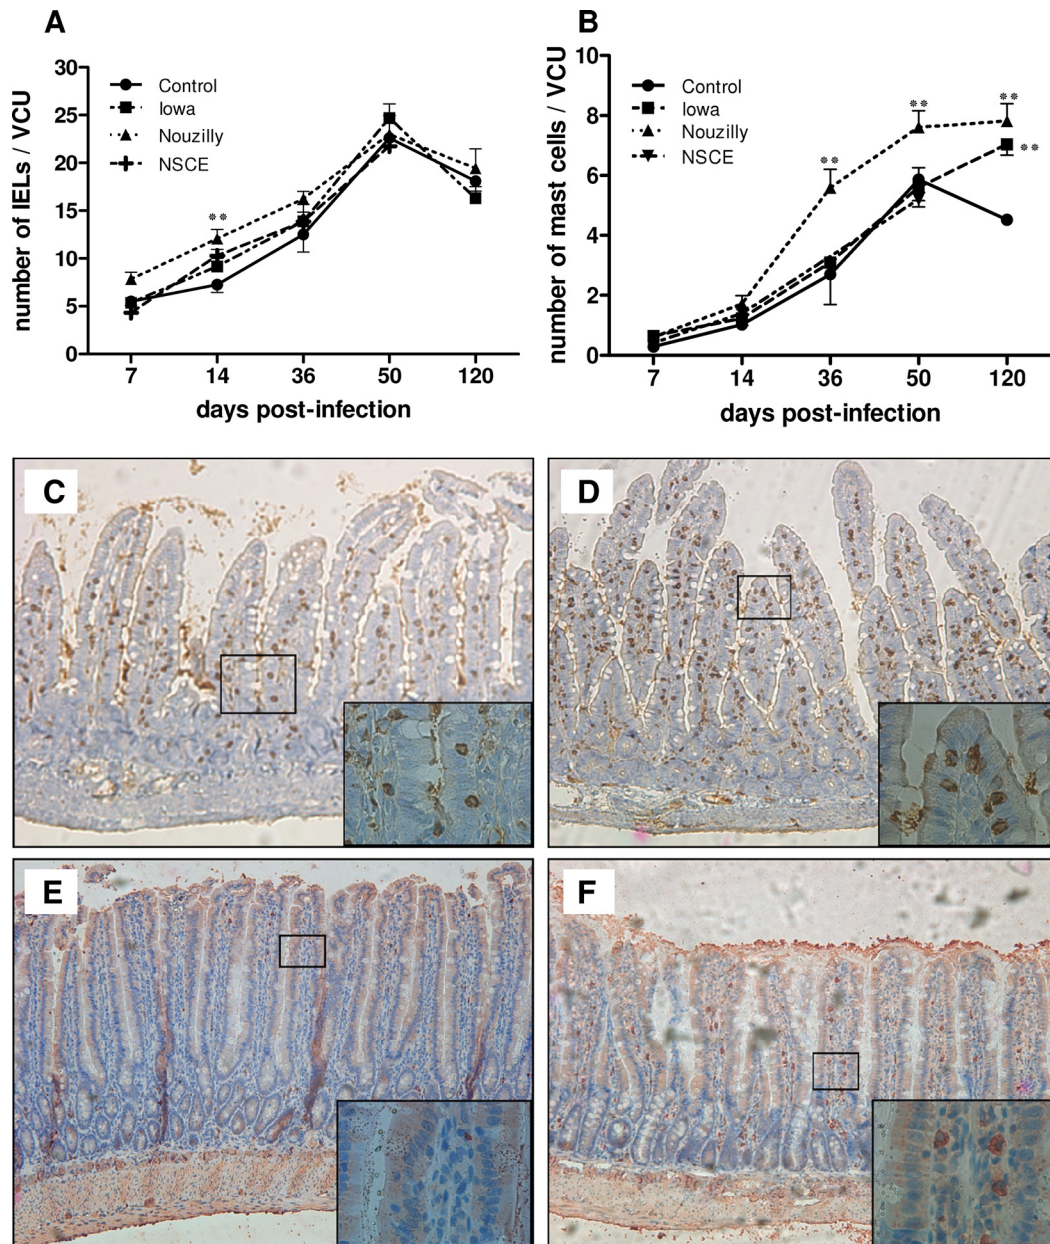 A
number of IELs / VCU
30
25
20
15
10
5
0
Control
Iowa
Nouzilly
NSCE
**
7 14 36 50 120
days post-infection
B
number of mast cells / VCU
10
8
6
4
2
0
Control
Iowa
Nouzilly
NSCE
**
**
**
**
7 14 36 50 120
days post-infection
C
D
E
F